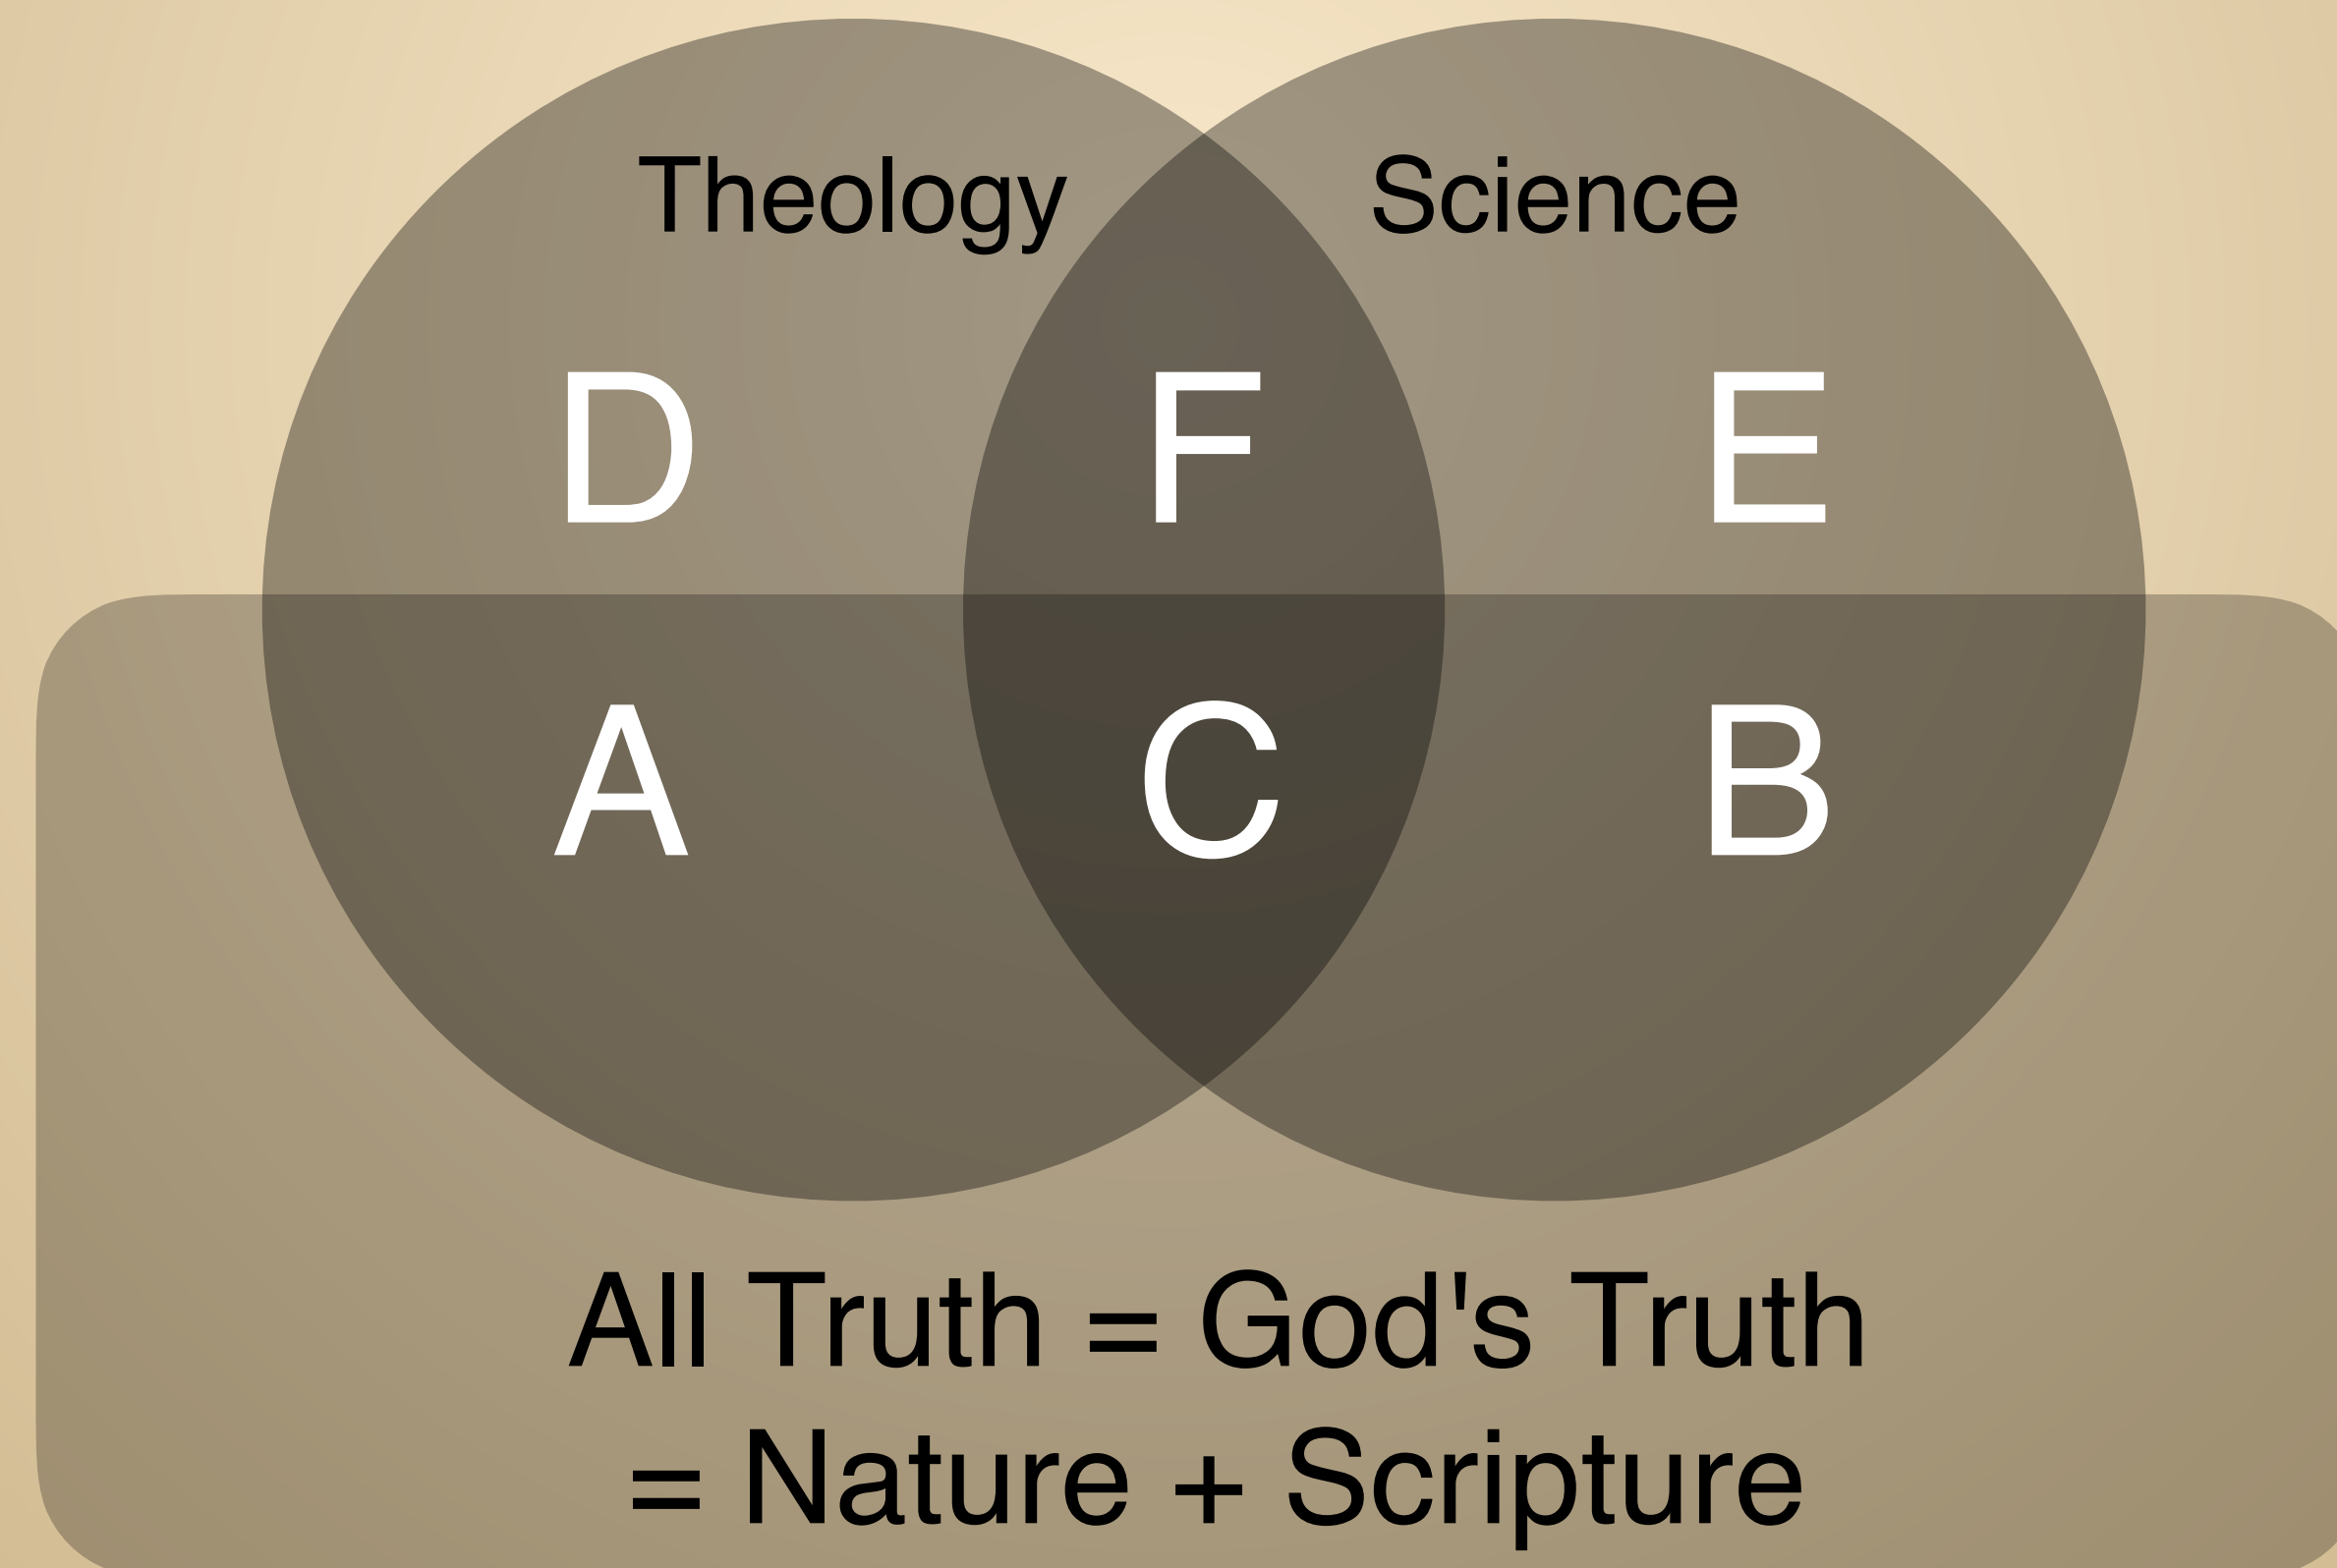 Theology Science
D F E
A C B
All Truth = God's Truth
= Nature + Scripture